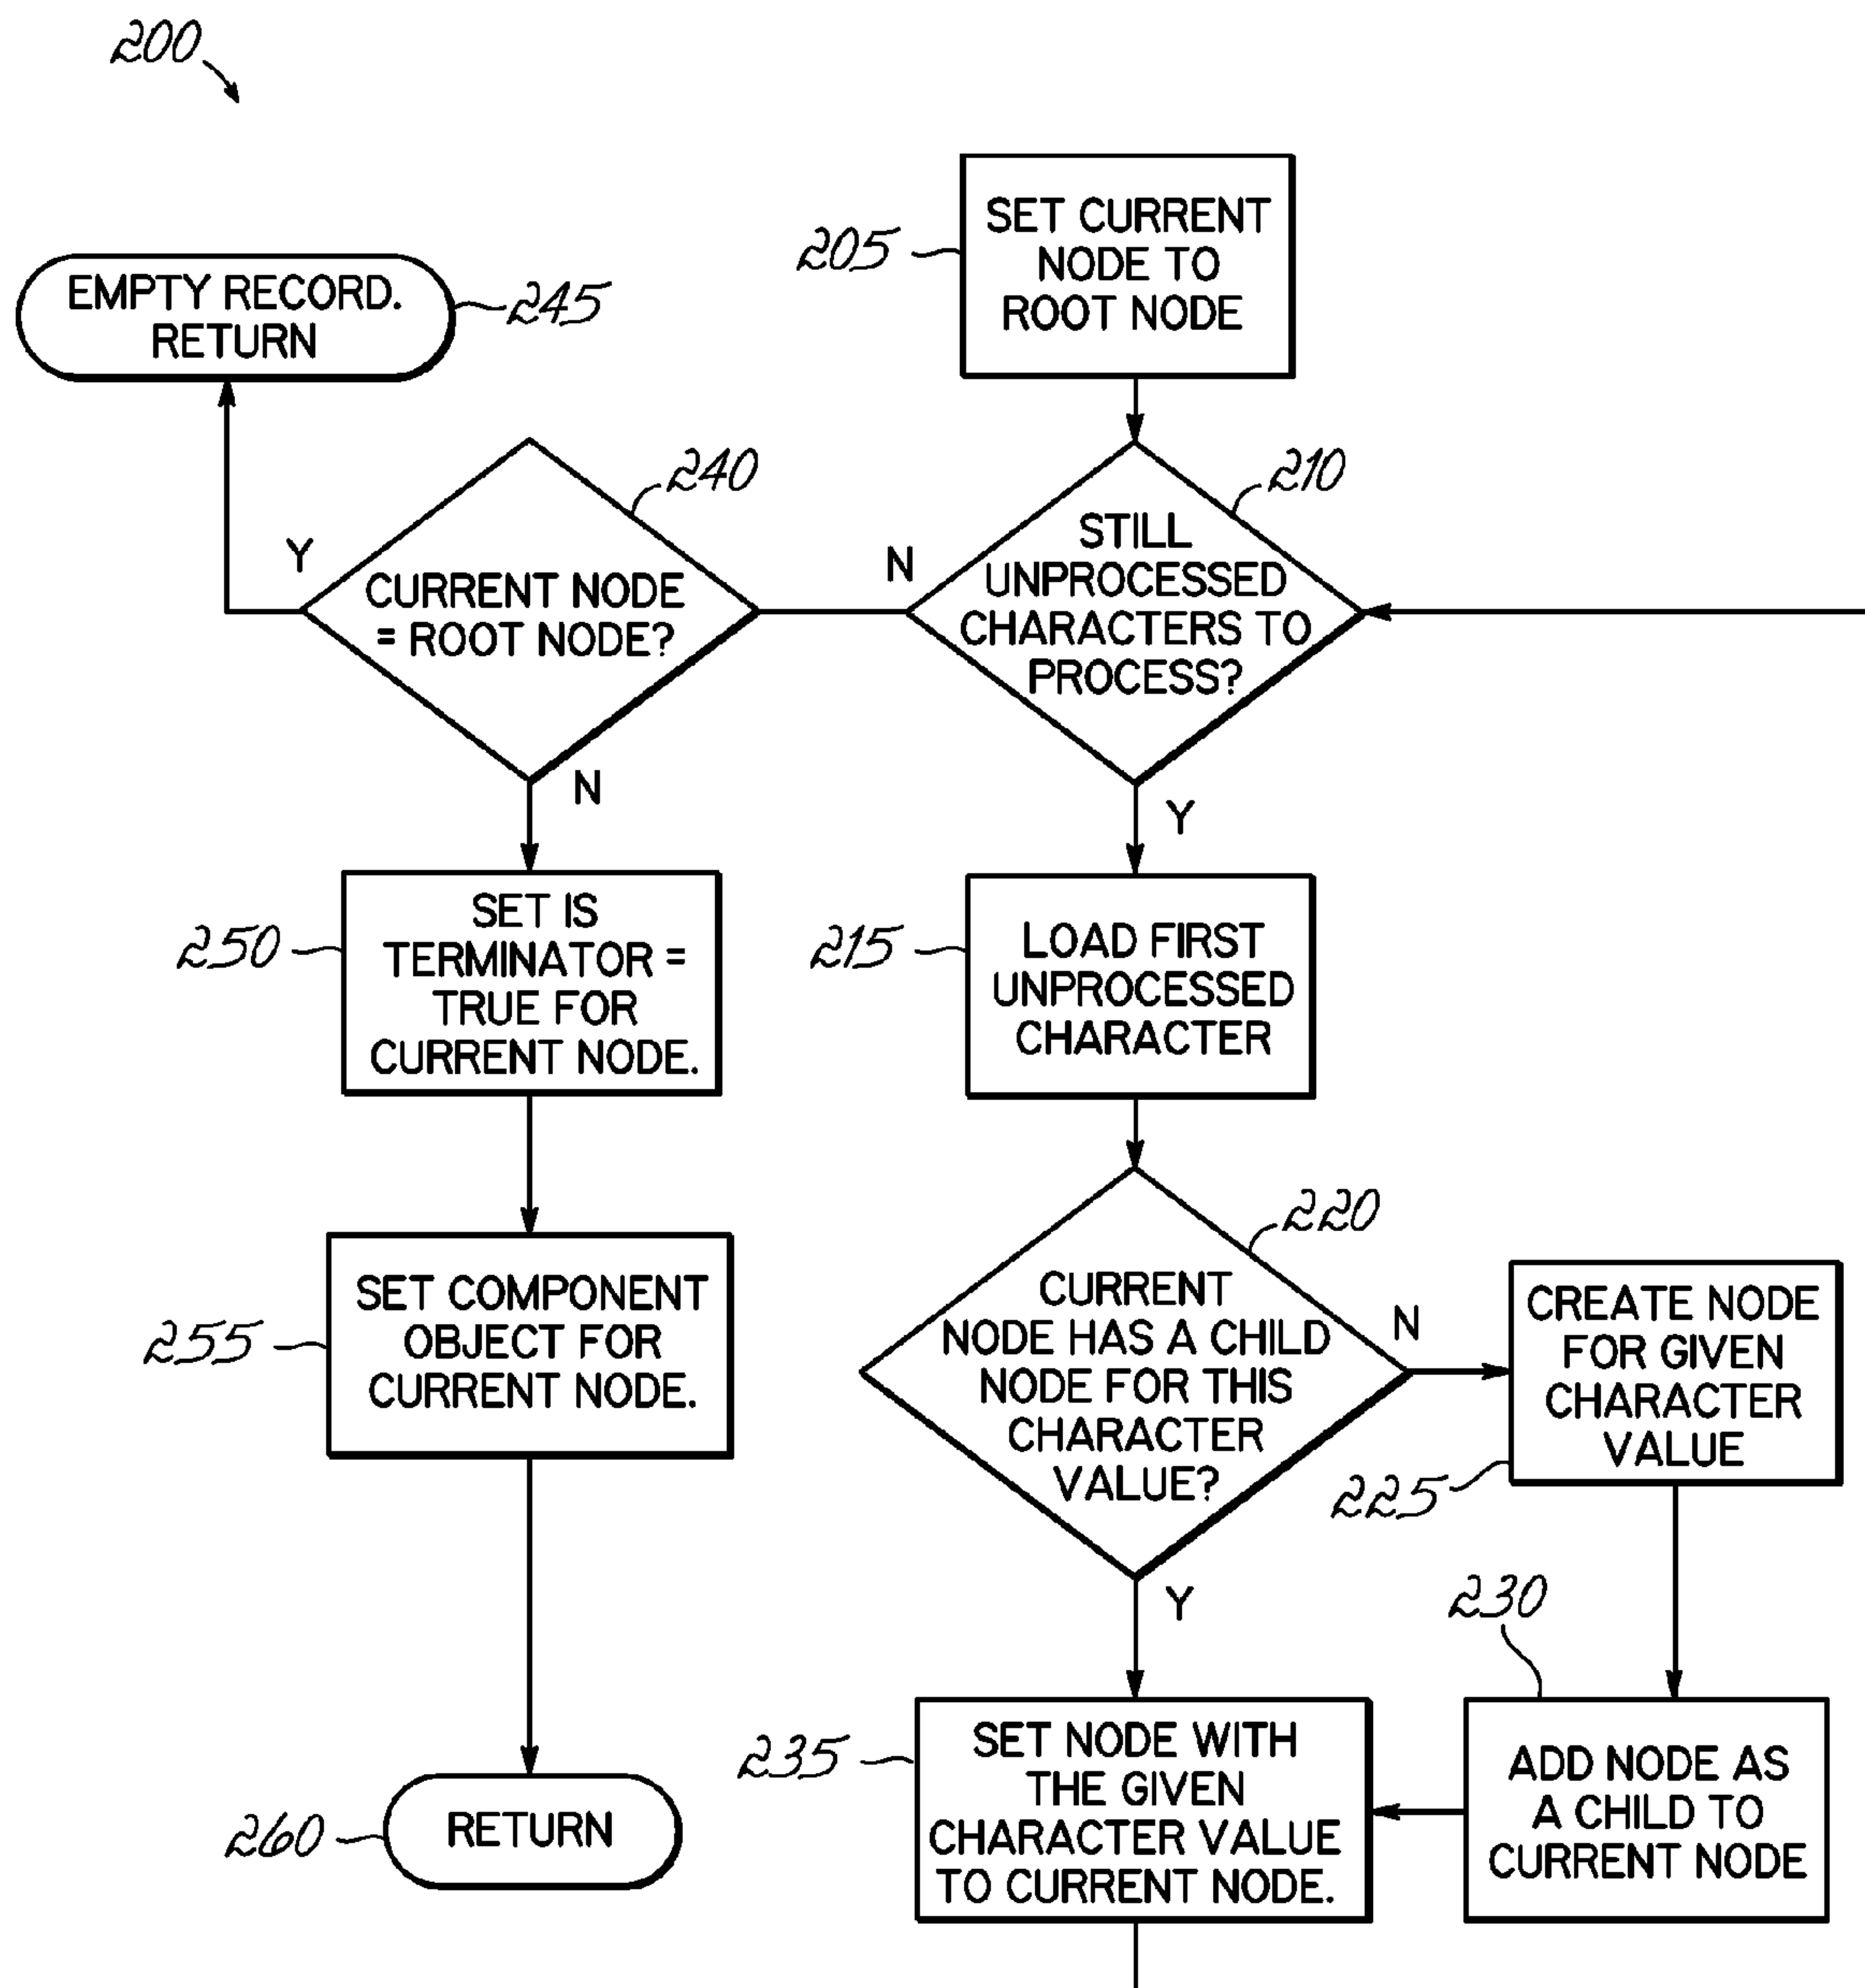 200
SET CURRENT
NODE TO
ROOT NODE
205
EMPTY RECORD.
RETURN
245
240
210
Y
CURRENT NODE
= ROOT NODE?
N
N
STILL
UNPROCESSED
CHARACTERS TO
PROCESS?
Y
SET IS
TERMINATOR =
TRUE FOR
CURRENT NODE.
250
215
LOAD FIRST
UNPROCESSED
CHARACTER
220
SET COMPONENT
OBJECT FOR
CURRENT NODE.
255
CURRENT
NODE HAS A CHILD
NODE FOR THIS
CHARACTER
VALUE?
N
Y
CREATE NODE
FOR GIVEN
CHARACTER
VALUE
225
230
235
SET NODE WITH
THE GIVEN
CHARACTER VALUE
TO CURRENT NODE.
ADD NODE AS
A CHILD TO
CURRENT NODE
260
RETURN